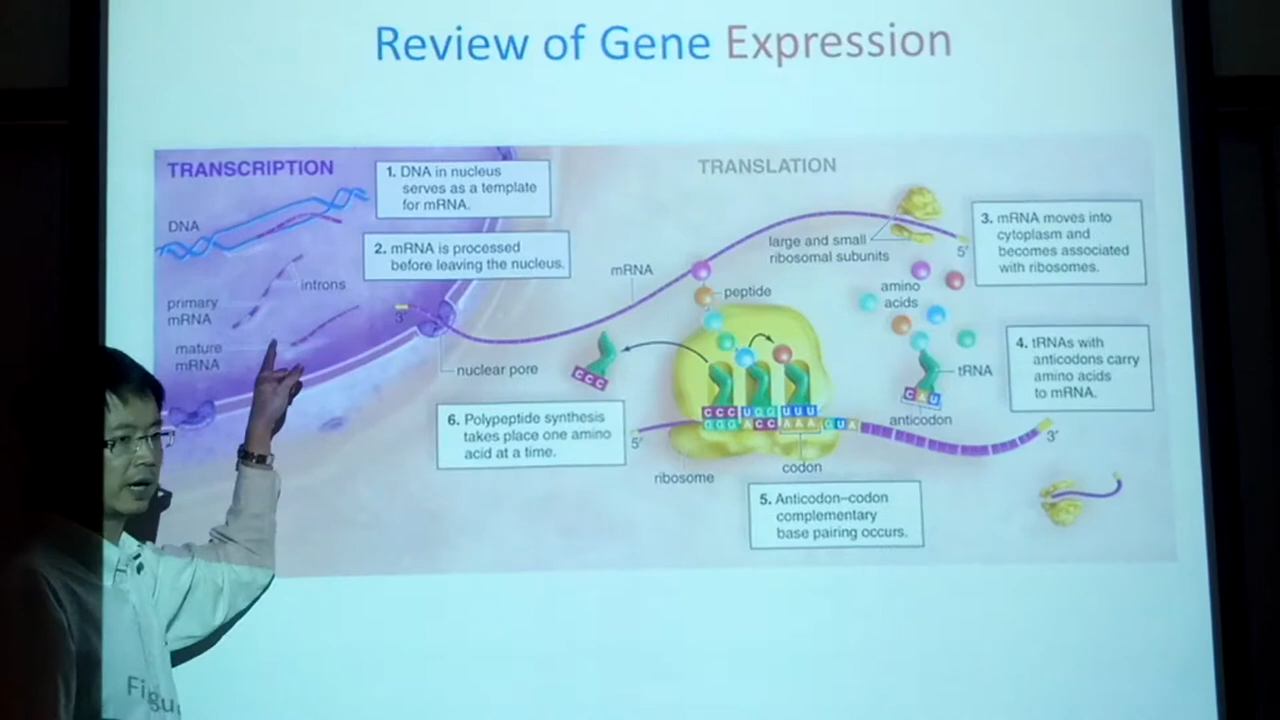 Review of Gene Expression
TRANSCRIPTION
DNA
1. DNA in nucleus
serves as a template
for mRNA.
2. mRNA is processed
before leaving the nucleus.
introns
primary
mRNA
mature
mRNA
3'
nuclear pore
TRANSLATION
mRNA
large and small
ribosomal subunits
5'
3. mRNA moves into
cytoplasm and
becomes associated
with ribosomes.
peptide
amino
acids
4. tRNAs with
anticodons carry
amino acids
to mRNA.
tRNA
CAU
anticodon
CCC
6. Polypeptide synthesis
takes place one amino
acid at a time.
5'
CCC UGG UUU
GGG ACC AAA GUA
3'
ribosome
codon
5. Anticodon–codon
complementary
base pairing occurs.